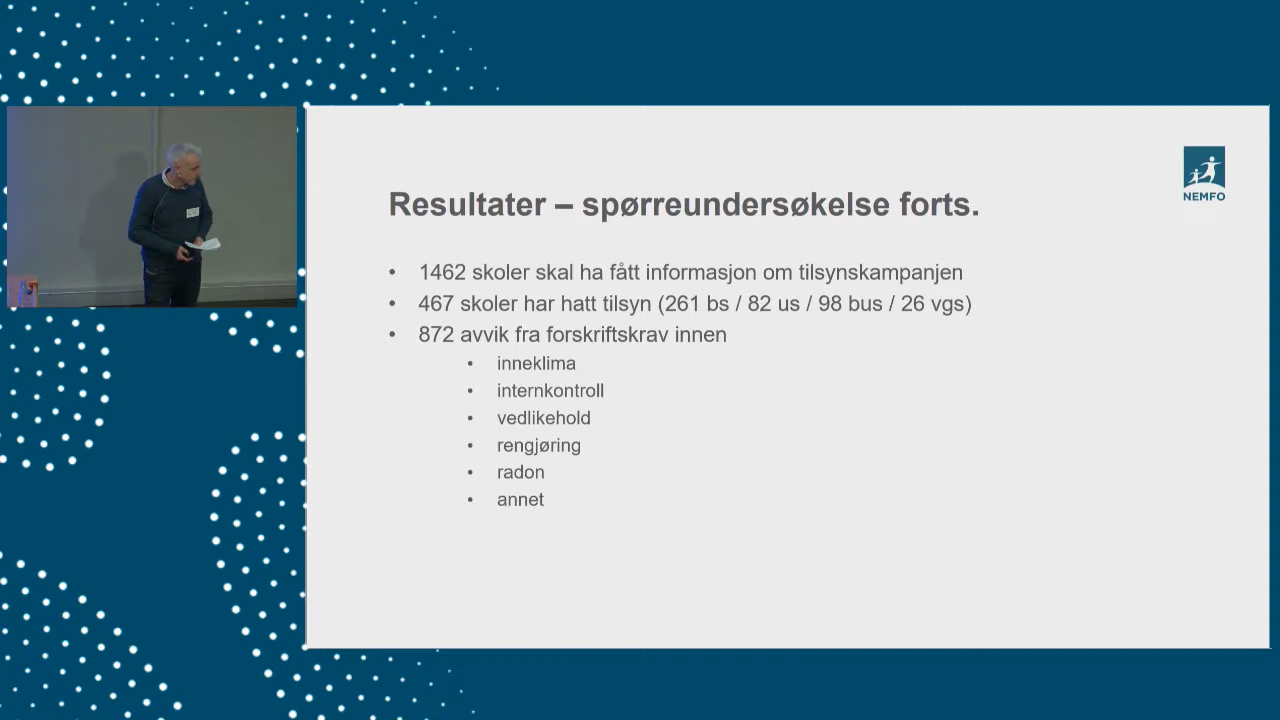 Resultater – spørreundersøkelse forts.
NEMFO
• 1462 skoler skal ha fått informasjon om tilsynskampanjen
• 467 skoler har hatt tilsyn (261 bs / 82 us / 98 bus / 26 vgs)
• 872 avvik fra forskriftskrav innen
• inneklima
• internkontroll
• vedlikehold
• rengjøring
• radon
• annet